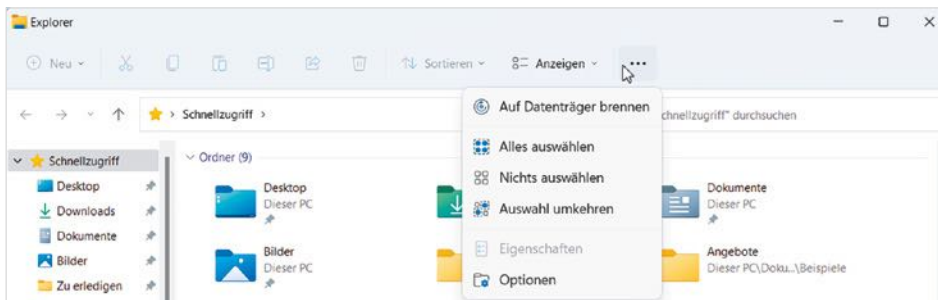 Explorer
Neu
Sortieren
Anzeigen
Schnellzugriff
chnellzugriff" durchsuchen
Auf Datenträger brennen
Alles auswählen
Nichts auswählen
Auswahl umkehren
Eigenschaften
Optionen
Schnellzugriff
Desktop
Downloads
Dokumente
Bilder
Zu erledigen
Ordner (9)
Desktop
Dieser PC
Dokumente
Dieser PC
Bilder
Dieser PC
Angebote
Dieser PC\Doku...\Beispiele